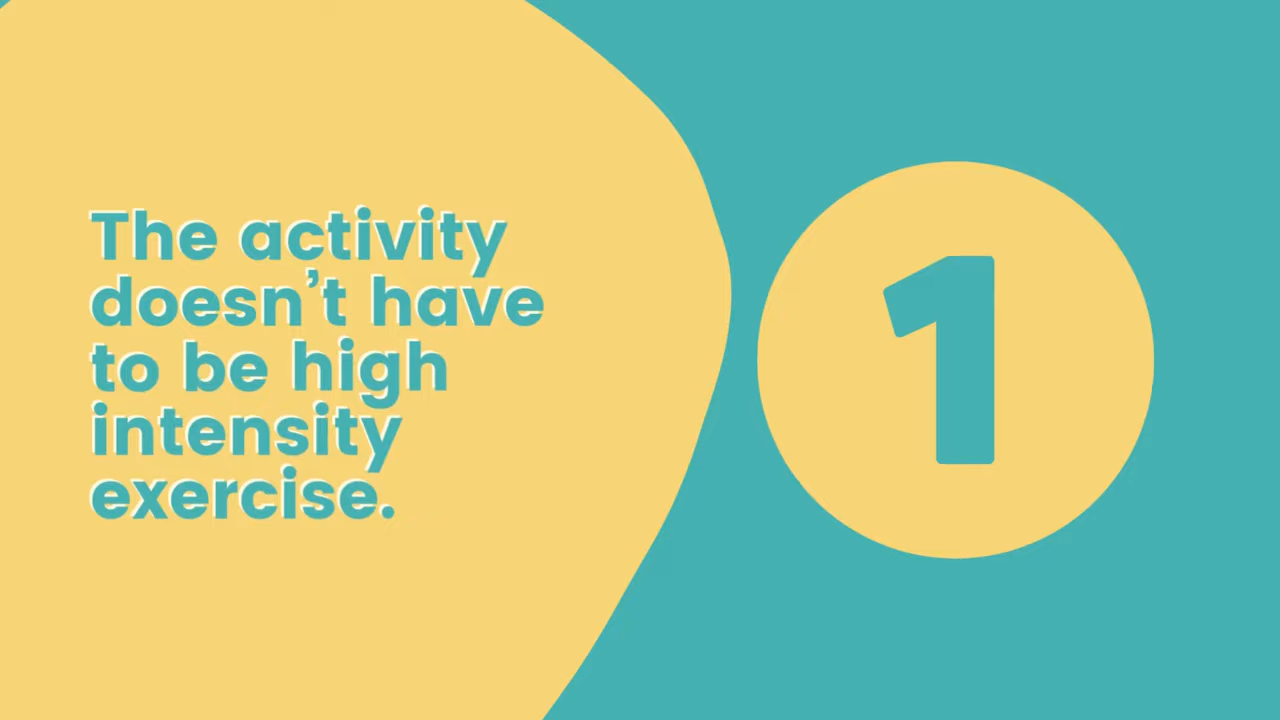 The activity
doesn’t have
to be high
intensity
exercise.
1